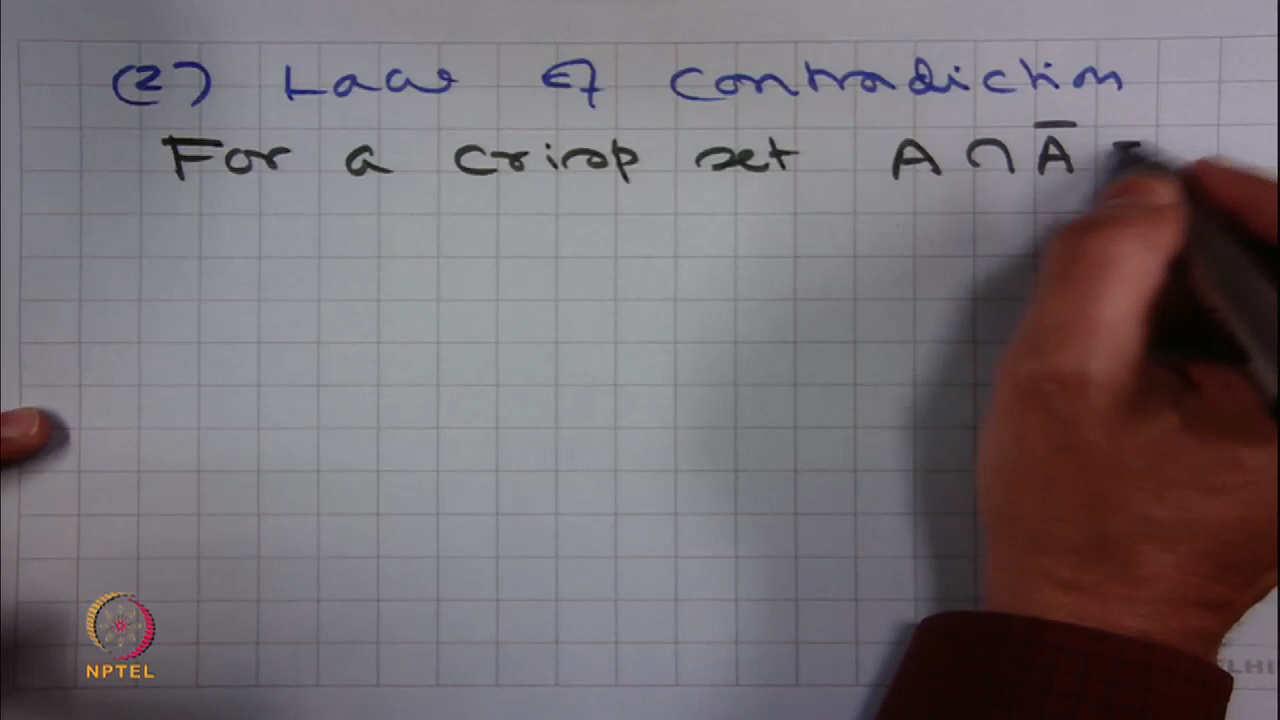 (2) Law of Contradiction
For a crisp set A ∩ Ā =
NPTEL